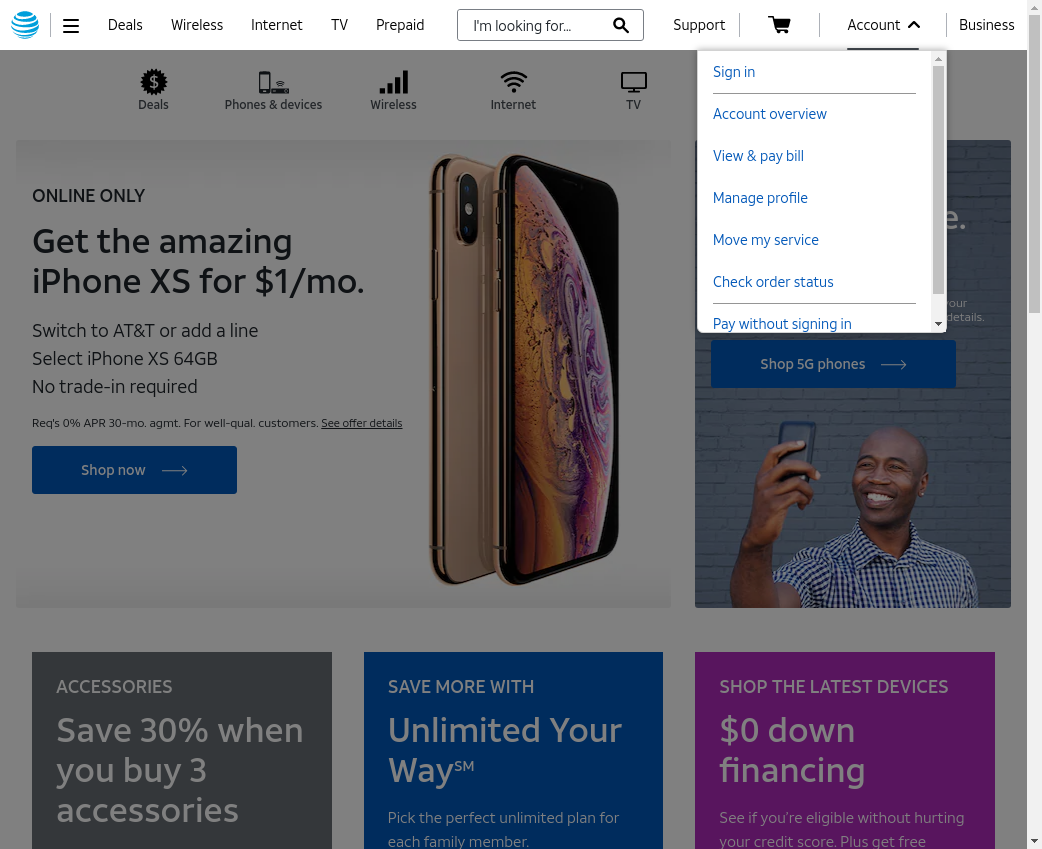 Deals
Wireless
Internet
TV
Prepaid
I'm looking for...
Support
Account
Business
Deals
Phones & devices
Wireless
Internet
TV
Sign in
Account overview
View & pay bill
Manage profile
Move my service
Check order status
Pay without signing in
ONLINE ONLY
Get the amazing
iPhone XS for $1/mo.
Switch to AT&T or add a line
Select iPhone XS 64GB
No trade-in required
Req's 0% APR 30-mo. agmt. For well-qual. customers. See offer details
Shop now
your
details.
Shop 5G phones
ACCESSORIES
Save 30% when
you buy 3
accessories
SAVE MORE WITH
Unlimited Your
Way℠
Pick the perfect unlimited plan for
each family member.
SHOP THE LATEST DEVICES
$0 down
financing
See if you're eligible without hurting
your credit score. Plus get free